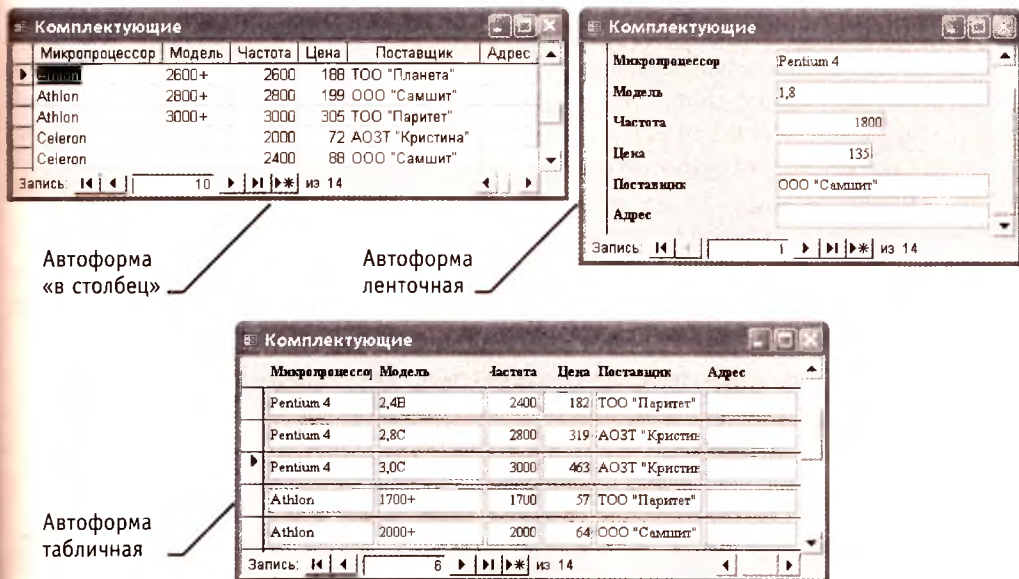 Комплектующие
Микропроцессор Модель Частота Цена Поставщик Адрес
Athlon 2600+ 2600 188 ТОО "Планета"
Athlon 2800+ 2800 199 ООО "Самшит"
Athlon 3000+ 3000 305 ТОО "Паритет"
Celeron 2000 72 АОЗТ "Кристина"
Celeron 2400 88 ООО "Самшит"
Запись: 10 из 14
Комплектующие
Микропроцессор Pentium 4
Модель 1,8
Частота 1800
Цена 135
Поставщик ООО "Самшит"
Адрес
Запись: 1 из 14
Автоформа
«в столбец»
Автоформа
ленточная
Комплектующие
Микропроцессо Модель Частота Цена Поставщик Адрес
Pentium 4 2,4B 2400 182 ТОО "Паритет"
Pentium 4 2,8C 2800 319 АОЗТ "Кристин
Pentium 4 3,0C 3000 463 АОЗТ "Кристин
Athlon 1700+ 1700 57 ТОО "Паритет"
Athlon 2000+ 2000 64 ООО "Самшит"
Запись: 6 из 14
Автоформа
табличная